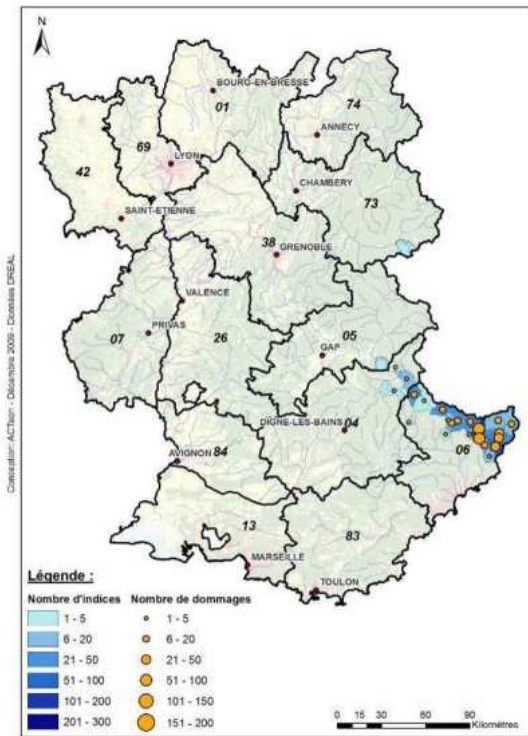 N
BOURG-EN-BRESSE
01
74
ANNECY
69
42
LYON
CHAMBERY
73
SAINT-ETIENNE
38
GRENOBLE
VALENCE
07
PRIVAS
26
05
GAP
DIGNE-LES-BAINS
04
06
84
AVIGNON
13
83
MARSEILLE
TOULON
Conception: ACTeon - Décembre 2009 - Données DREAL
Légende :
Nombre d'indices
1 - 5
6 - 20
21 - 50
51 - 100
101 - 200
201 - 300
Nombre de dommages
1 - 5
6 - 20
21 - 50
51 - 100
101 - 150
151 - 200
0 15 30 60 90
Kilomètres